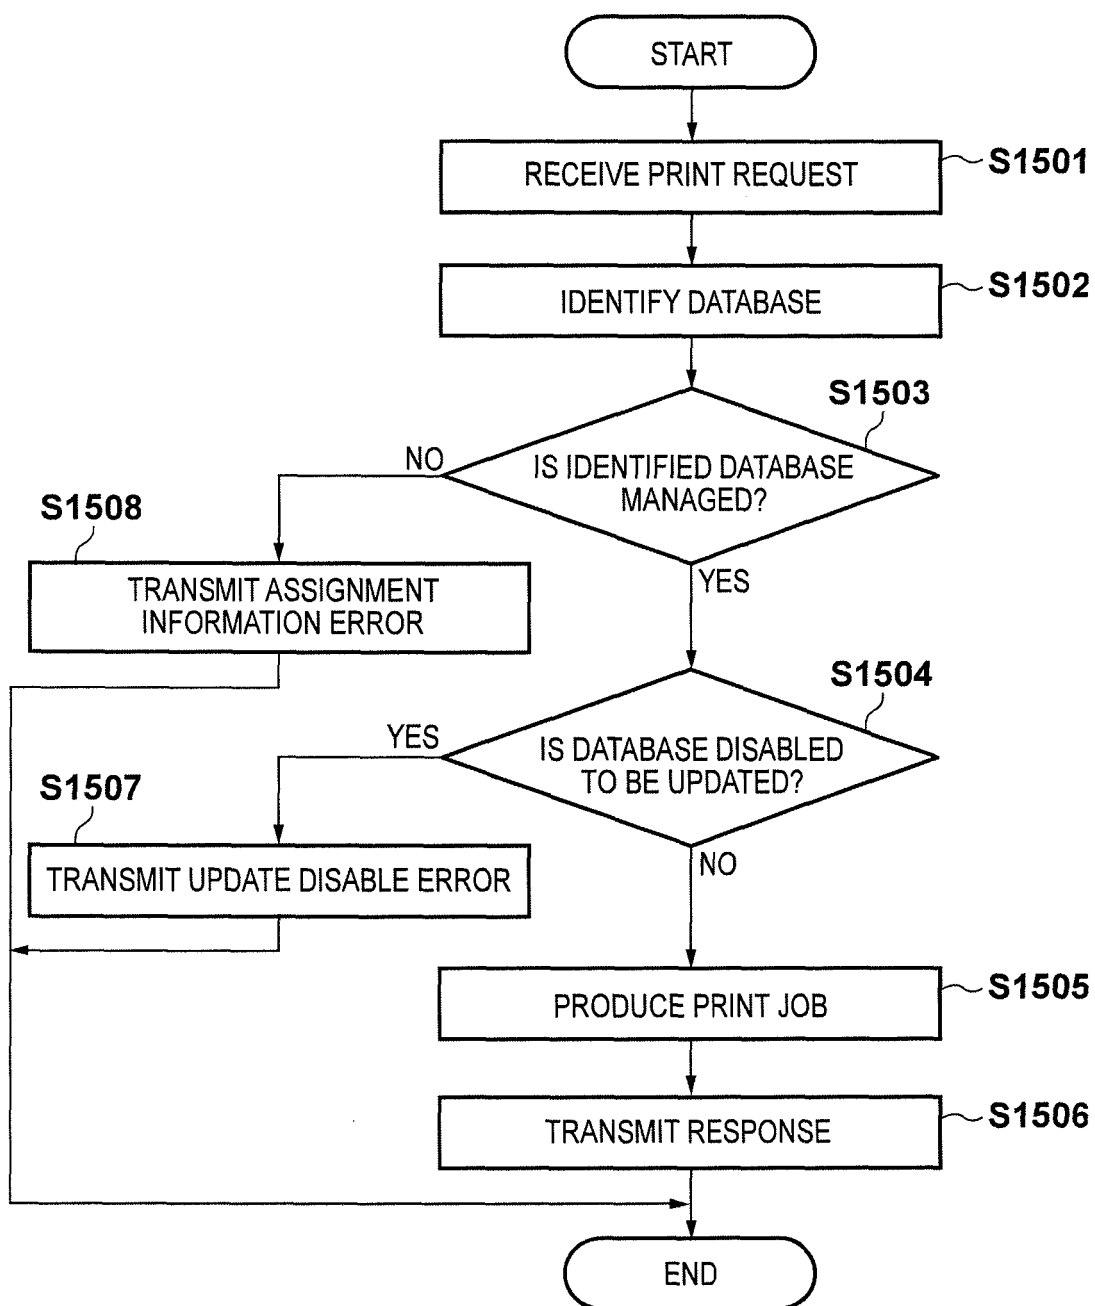 START
RECEIVE PRINT REQUEST
S1501
IDENTIFY DATABASE
S1502
S1503
IS IDENTIFIED DATABASE
MANAGED?
NO
YES
S1508
TRANSMIT ASSIGNMENT
INFORMATION ERROR
S1504
IS DATABASE DISABLED
TO BE UPDATED?
YES
NO
S1507
TRANSMIT UPDATE DISABLE ERROR
PRODUCE PRINT JOB
S1505
TRANSMIT RESPONSE
S1506
END